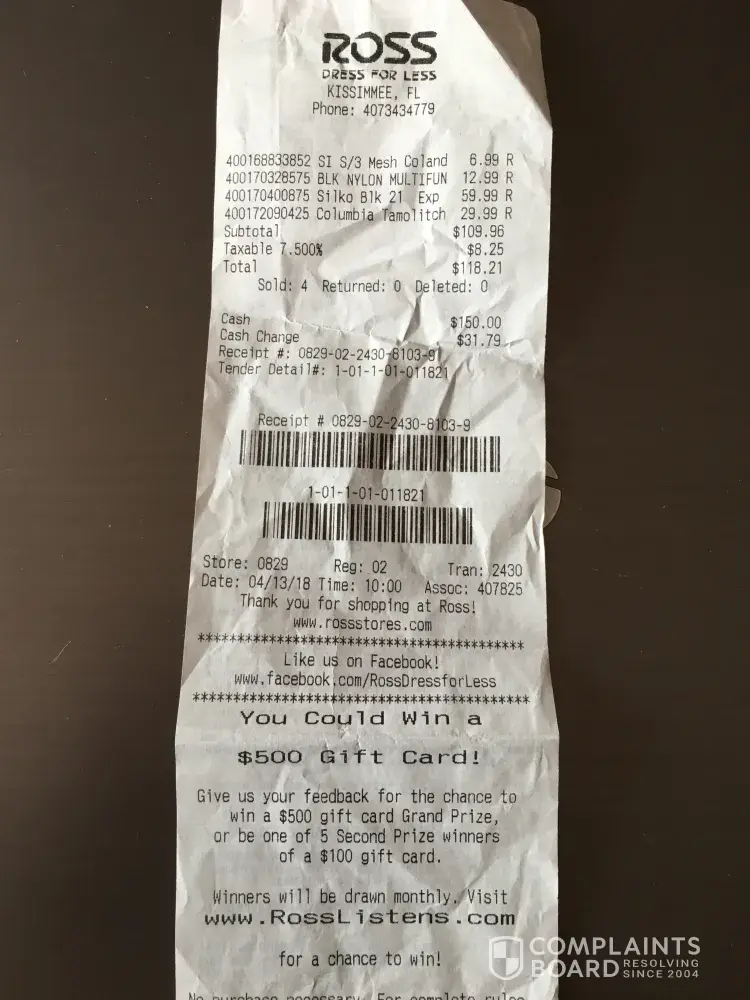 ROSS
DRESS FOR LESS
KISSIMMEE, FL
Phone: 4073434779
400168833852 SI S/3 Mesh Coland 6.99 R
400170328575 BLK NYLON MULTIFUN 12.99 R
400170400875 Silko Blk 21 Exp 59.99 R
400172090425 Columbia Tamolitch 29.99 R
Subtotal $109.96
Taxable 7.500% $8.25
Total $118.21
Sold: 4 Returned: 0 Deleted: 0
Cash $150.00
Cash Change $31.79
Receipt #: 0829-02-2430-8103-9
Tender Detail#: 1-01-1-01-011821
Receipt # 0829-02-2430-8103-9
1-01-1-01-011821
Store: 0829 Reg: 02 Tran: 2430
Date: 04/13/18 Time: 10:00 Assoc: 407825
Thank you for shopping at Ross!
www.rossstores.com
*****************************************
Like us on Facebook!
www.facebook.com/RossDressforLess
*****************************************
You Could Win a
$500 Gift Card!
Give us your feedback for the chance to
win a $500 gift card Grand Prize,
or be one of 5 Second Prize winners
of a $100 gift card.
Winners will be drawn monthly. Visit
www.RossListens.com
for a chance to win!
No purchase necessary. For complete rules
COMPLAINTS
BOARD RESOLVING
SINCE 2004